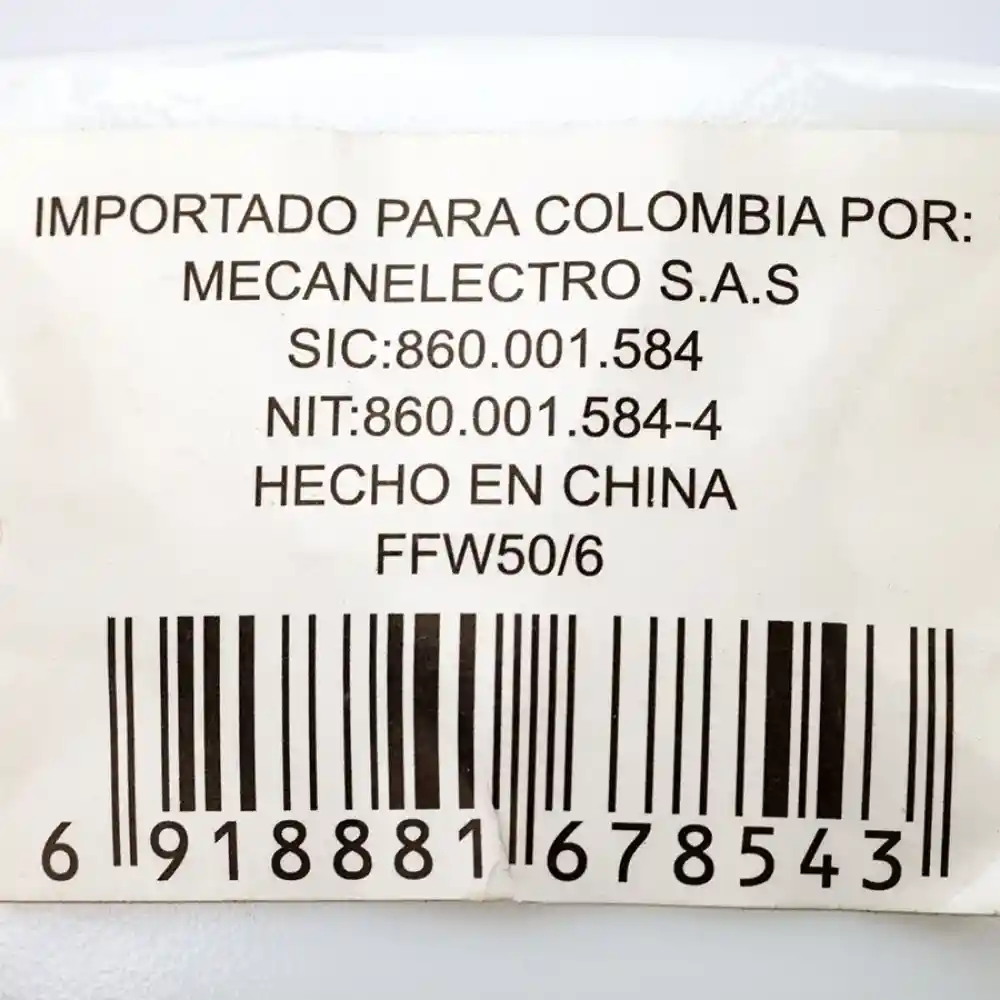 IMPORTADO PARA COLOMBIA POR:
MECANELECTRO S.A.S
SIC:860.001.584
NIT:860.001.584-4
HECHO EN CHINA
FFW50/6
6 918881 678543